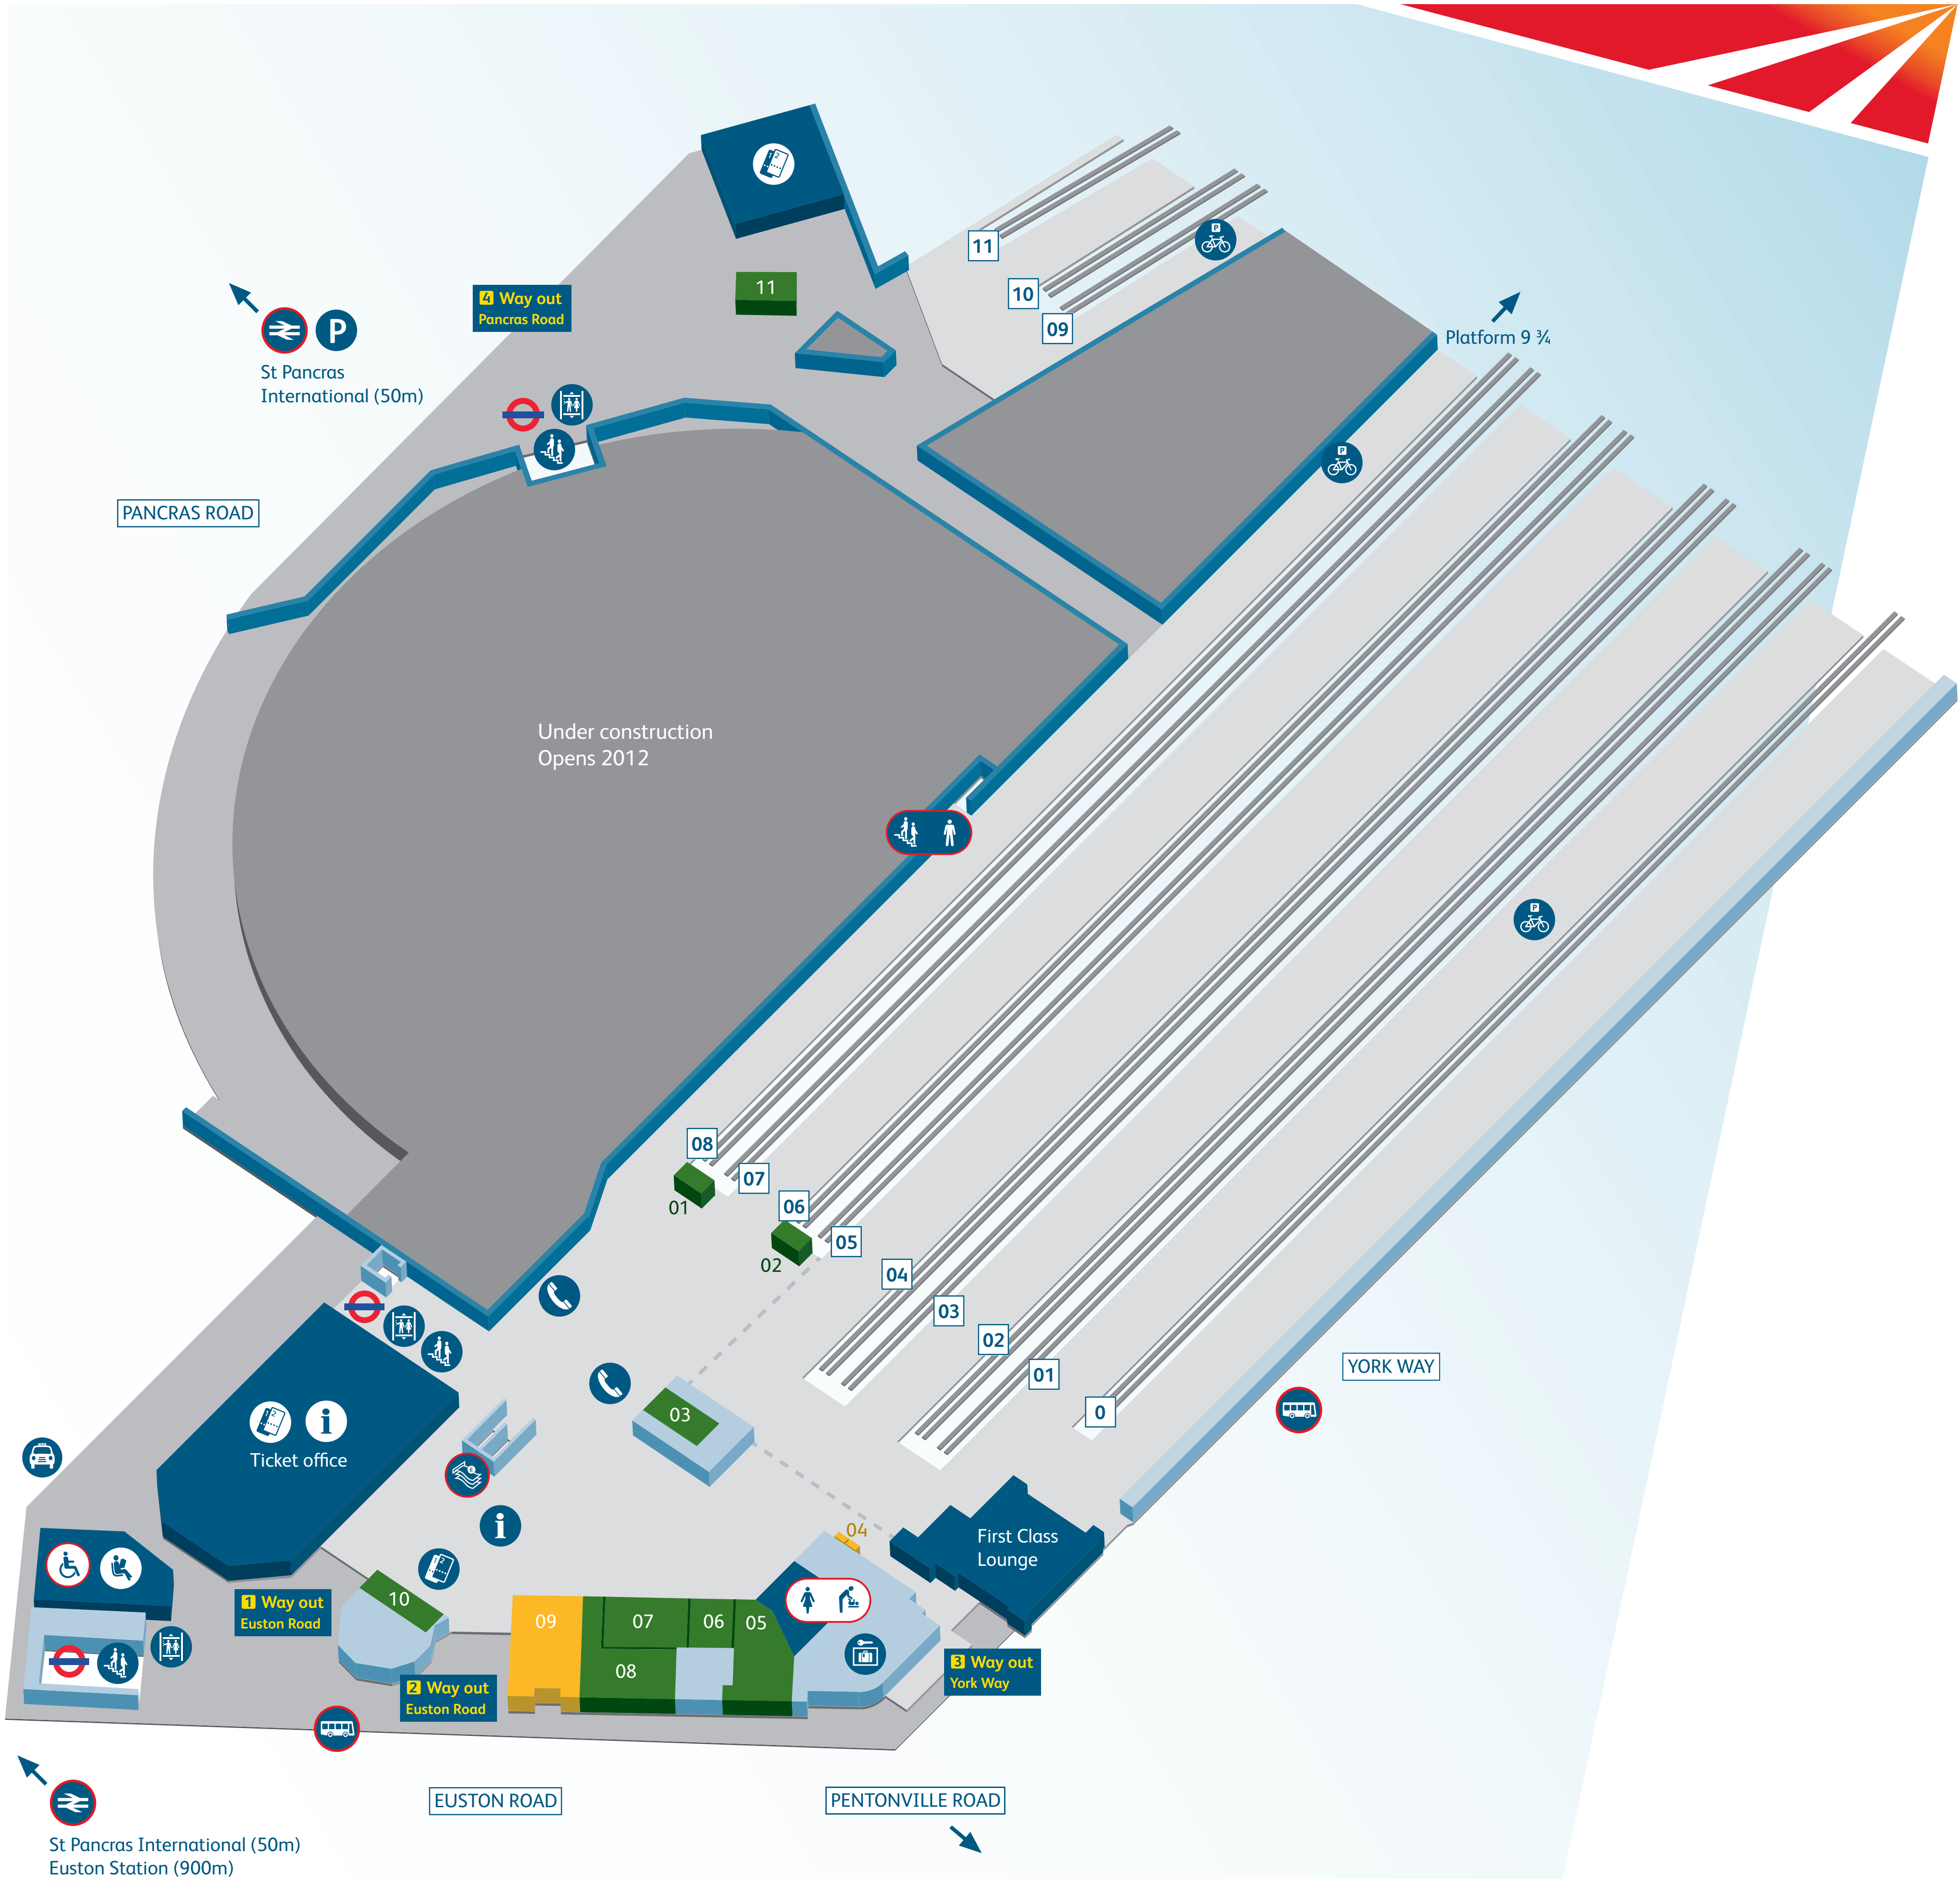 11
11
10
09
4 Way out
Pancras Road
P
St Pancras
International (50m)
Platform 9 ¾
P
P
PANCRAS ROAD
Under construction
Opens 2012
P
08
07
01
06
05
02
04
03
02
01
0
YORK WAY
03
Ticket office
04
First Class
Lounge
1 Way out
Euston Road
10
09
07
06
05
08
2 Way out
Euston Road
3 Way out
York Way
EUSTON ROAD
PENTONVILLE ROAD
St Pancras International (50m)
Euston Station (900m)